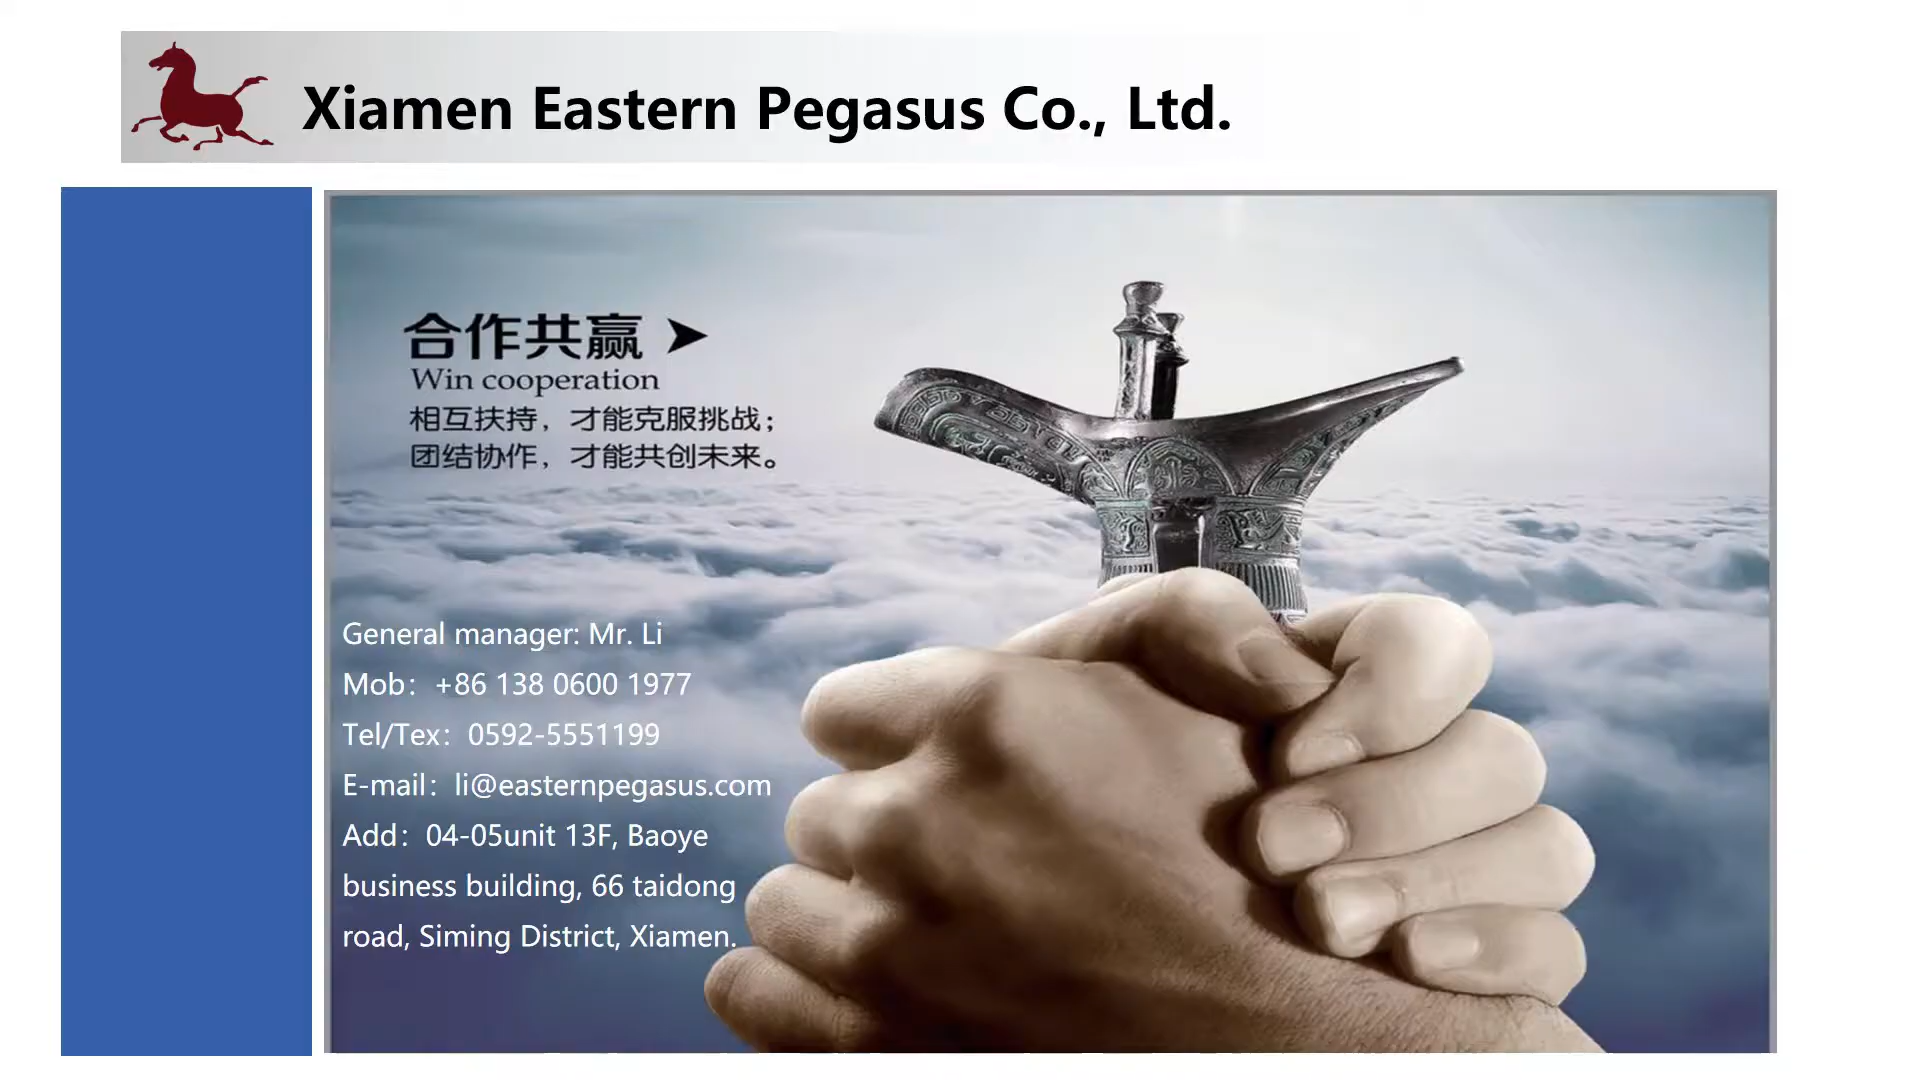 Xiamen Eastern Pegasus Co., Ltd.
合作共赢
Win cooperation
相互扶持，才能克服挑战；
团结协作，才能共创未来。
General manager: Mr. Li
Mob：+86 138 0600 1977
Tel/Tex：0592-5551199
E-mail：li@easternpegasus.com
Add：04-05unit 13F, Baoye
business building, 66 taidong
road, Siming District, Xiamen.